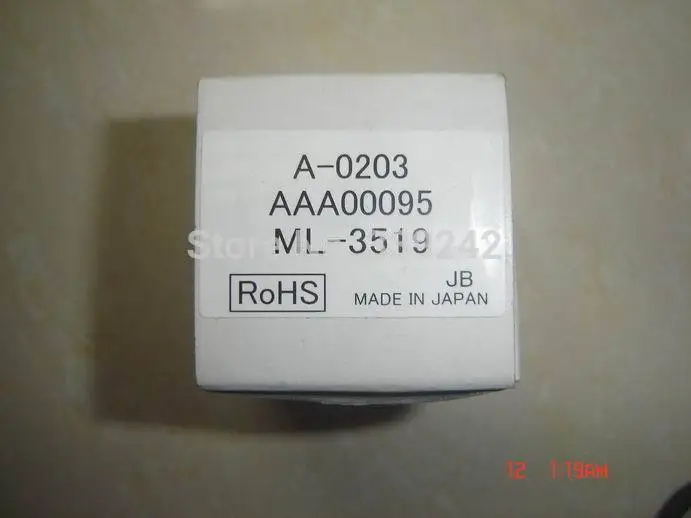 A-0203
AAA00095
ML-3519
JB
RoHS MADE IN JAPAN
12 1:19AM